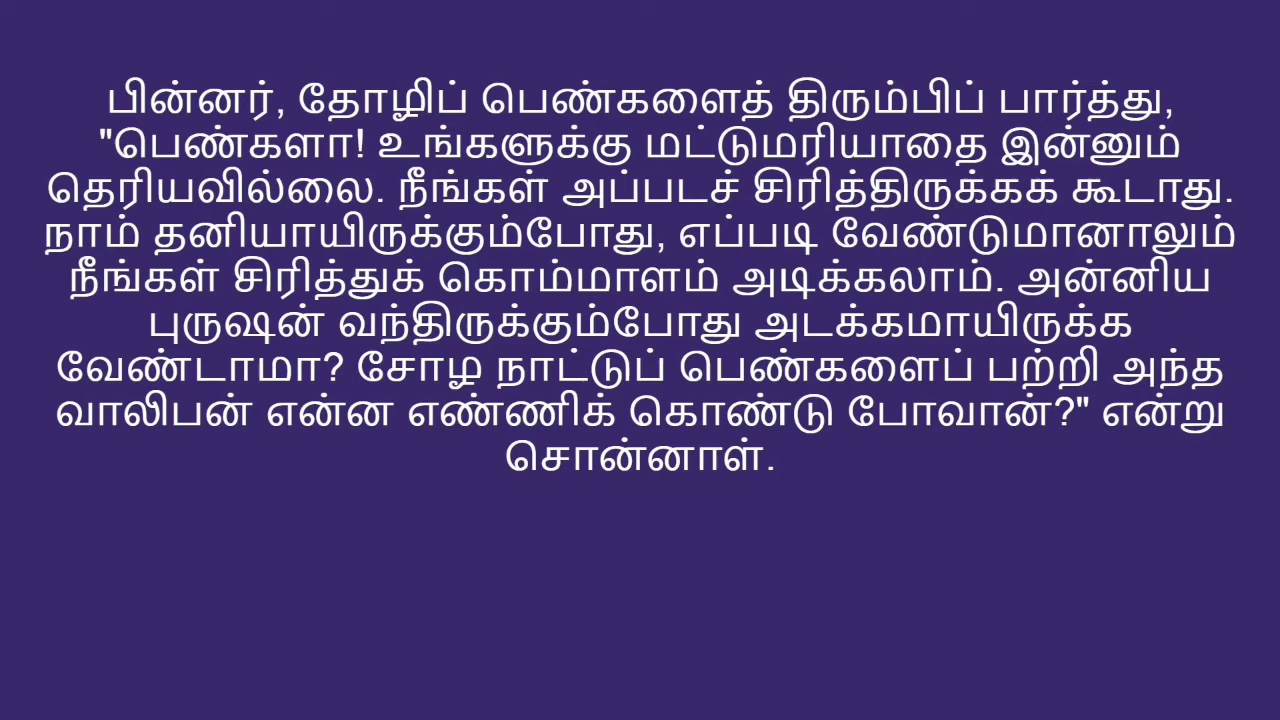 பின்னர், தோழிப் பெண்களைத் திரும்பிப் பார்த்து,
"பெண்களா! உங்களுக்கு மட்டுமரியாதை இன்னும்
தெரியவில்லை. நீங்கள் அப்படச் சிரித்திருக்கக் கூடாது.
நாம் தனியாயிருக்கும்போது, எப்படி வேண்டுமானாலும்
நீங்கள் சிரித்துக் கொம்மாளம் அடிக்கலாம். அன்னிய
புருஷன் வந்திருக்கும்போது அடக்கமாயிருக்க
வேண்டாமா? சோழ நாட்டுப் பெண்களைப் பற்றி அந்த
வாலிபன் என்ன எண்ணிக் கொண்டு போவான்?" என்று
சொன்னாள்.